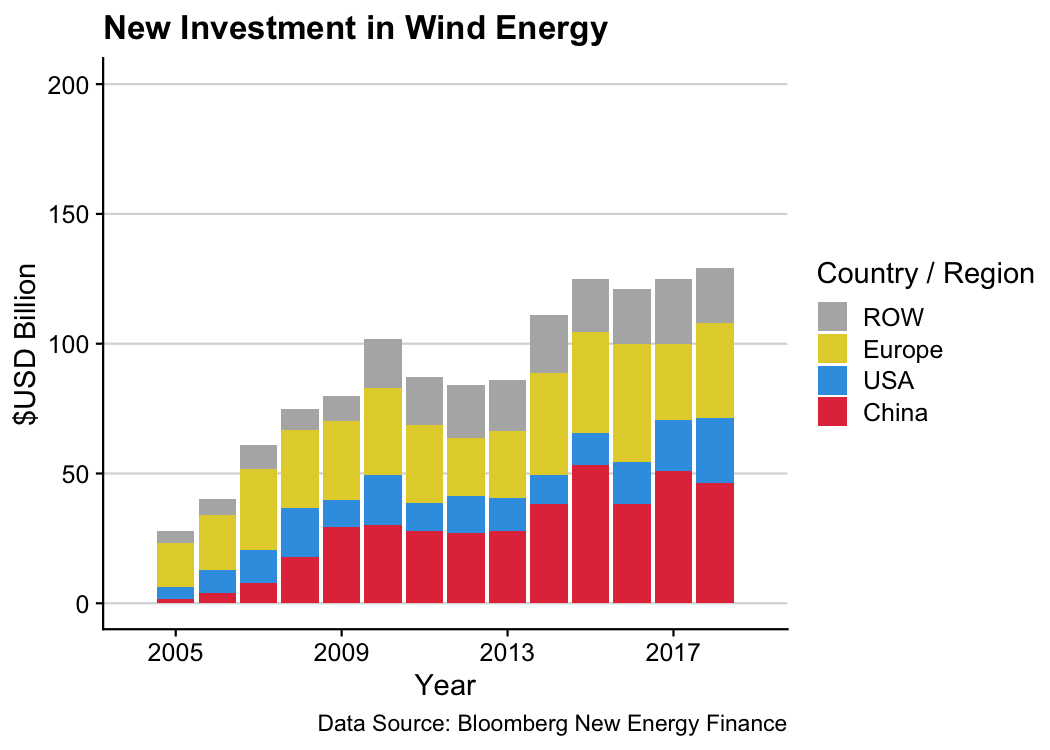 New Investment in Wind Energy
200
150
100
50
0
$USD Billion
2005
2009
2013
2017
Year
Country / Region
ROW
Europe
USA
China
Data Source: Bloomberg New Energy Finance